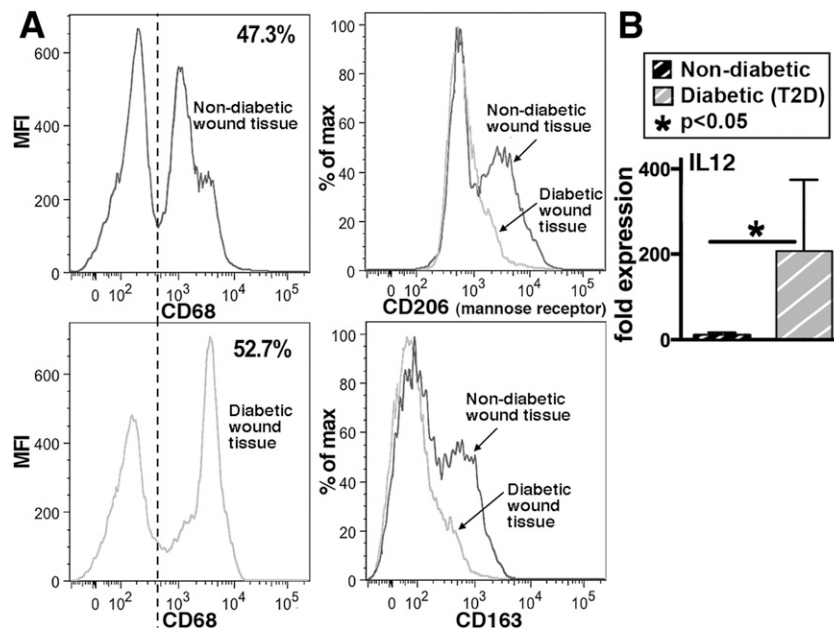 A
47.3%
MFI
600
400
200
0
Non-diabetic
wound tissue
0 10² 10³ 10⁴ 10⁵
CD68
% of max
100
80
60
40
20
0
Non-diabetic
wound tissue
Diabetic
wound
tissue
0 10² 10³ 10⁴ 10⁵
CD206 (mannose receptor)
52.7%
MFI
600
400
200
0
Diabetic
wound
tissue
0 10² 10³ 10⁴ 10⁵
CD68
% of max
100
80
60
40
20
0
Non-diabetic
wound tissue
Diabetic
wound
tissue
0 10² 10³ 10⁴ 10⁵
CD163
B
Non-diabetic
Diabetic (T2D)
* p<0.05
IL12
fold expression
400
200
0
*